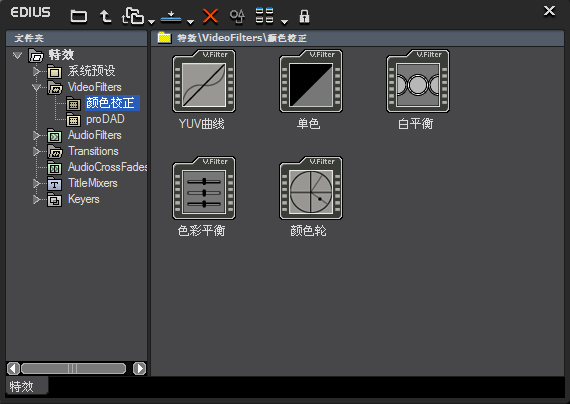 EDIUS
文件夹
特效\VideoFilters\颜色校正
特效
系统预设
VideoFilters
颜色校正
proDAD
AudioFilters
Transitions
AudioCrossFades
TitleMixers
Keyers
V.Filter
V.Filter
V.Filter
YUV曲线
单色
白平衡
V.Filter
V.Filter
色彩平衡
颜色轮
特效